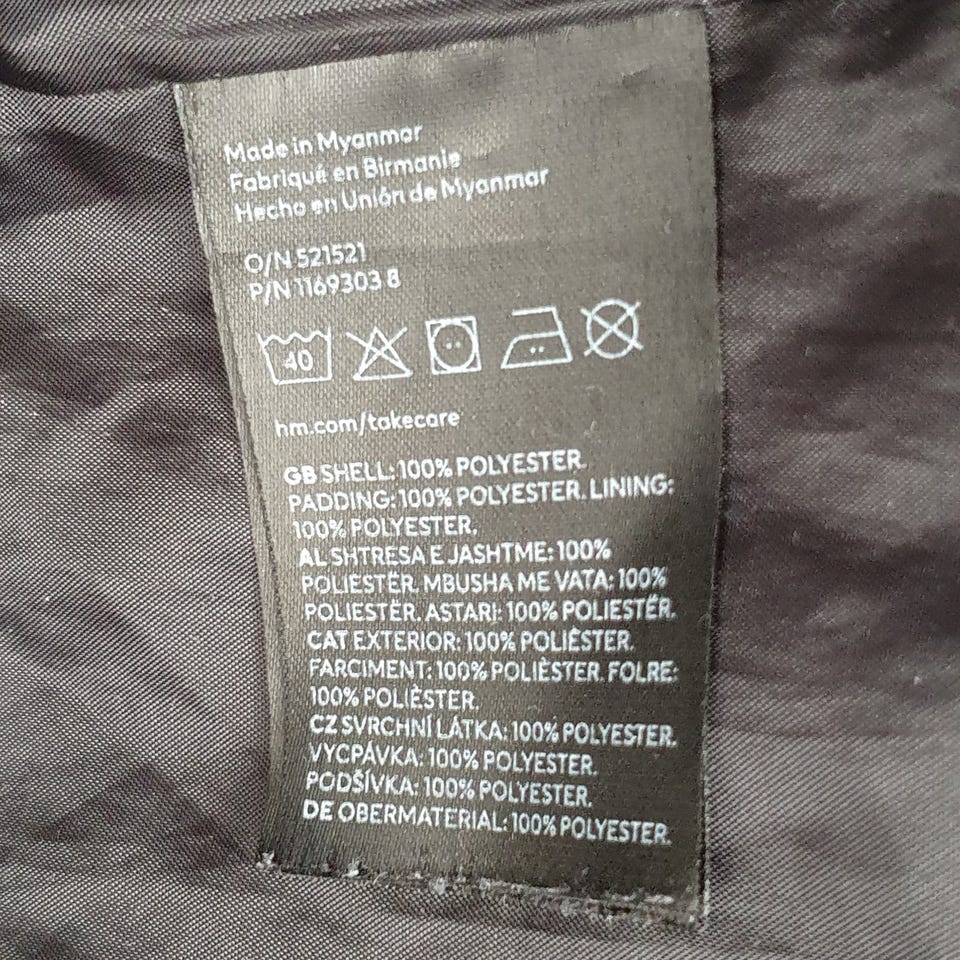 Made in Myanmar
Fabriqué en Birmanie
Hecho en Unión de Myanmar
O/N 521521
P/N 1169303 8
40
hm.com/takecare
GB SHELL: 100% POLYESTER.
PADDING: 100% POLYESTER. LINING:
100% POLYESTER.
AL SHTRESA E JASHTME: 100%
POLIESTËR. MBUSHA ME VATA: 100%
POLIESTËR. ASTARI: 100% POLIESTËR.
CAT EXTERIOR: 100% POLIÈSTER.
FARCIMENT: 100% POLIÈSTER. FOLRE:
100% POLIÈSTER.
CZ SVRCHNÍ LÁTKA: 100% POLYESTER.
VYCPÁVKA: 100% POLYESTER.
PODŠÍVKA: 100% POLYESTER.
DE OBERMATERIAL: 100% POLYESTER.